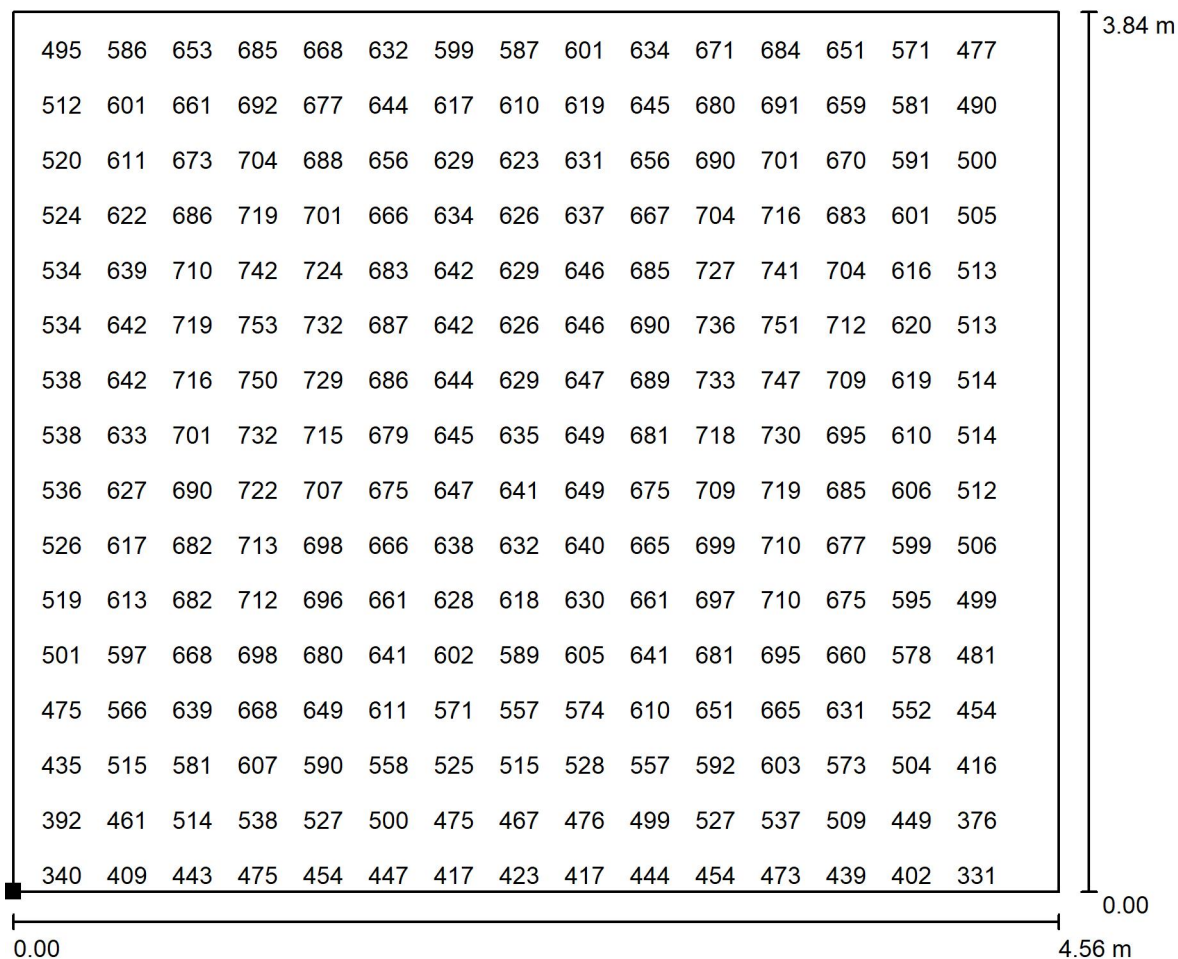 3.84 m
495 586 653 685 668 632 599 587 601 634 671 684 651 571 477
512 601 661 692 677 644 617 610 619 645 680 691 659 581 490
520 611 673 704 688 656 629 623 631 656 690 701 670 591 500
524 622 686 719 701 666 634 626 637 667 704 716 683 601 505
534 639 710 742 724 683 642 629 646 685 727 741 704 616 513
534 642 719 753 732 687 642 626 646 690 736 751 712 620 513
538 642 716 750 729 686 644 629 647 689 733 747 709 619 514
538 633 701 732 715 679 645 635 649 681 718 730 695 610 514
536 627 690 722 707 675 647 641 649 675 709 719 685 606 512
526 617 682 713 698 666 638 632 640 665 699 710 677 599 506
519 613 682 712 696 661 628 618 630 661 697 710 675 595 499
501 597 668 698 680 641 602 589 605 641 681 695 660 578 481
475 566 639 668 649 611 571 557 574 610 651 665 631 552 454
435 515 581 607 590 558 525 515 528 557 592 603 573 504 416
392 461 514 538 527 500 475 467 476 499 527 537 509 449 376
340 409 443 475 454 447 417 423 417 444 454 473 439 402 331
0.00
0.00 4.56 m